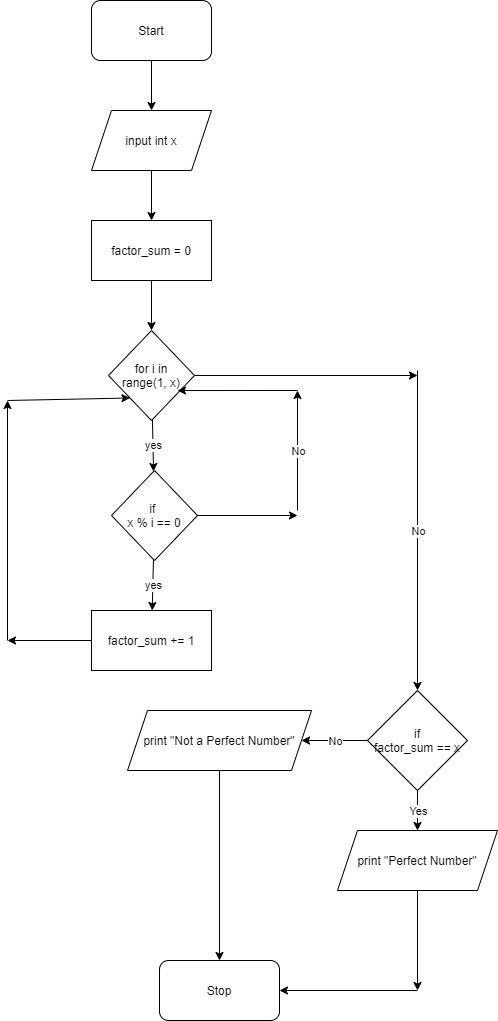 Start
input int x
factor_sum = 0
for i in
range(1, x)
yes
No
if
x % i == 0
No
yes
factor_sum += 1
if
factor_sum == x
No
print "Not a Perfect Number"
Yes
print "Perfect Number"
Stop